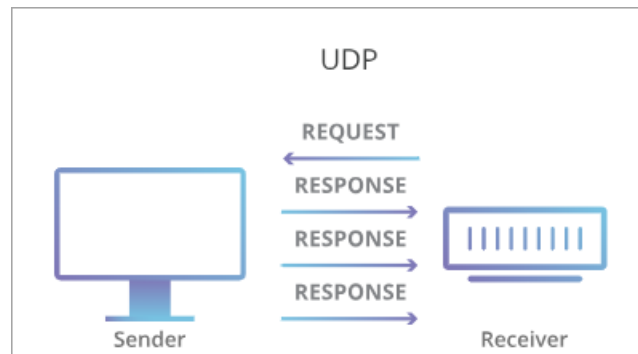 UDP
REQUEST
RESPONSE
RESPONSE
RESPONSE
Sender
Receiver